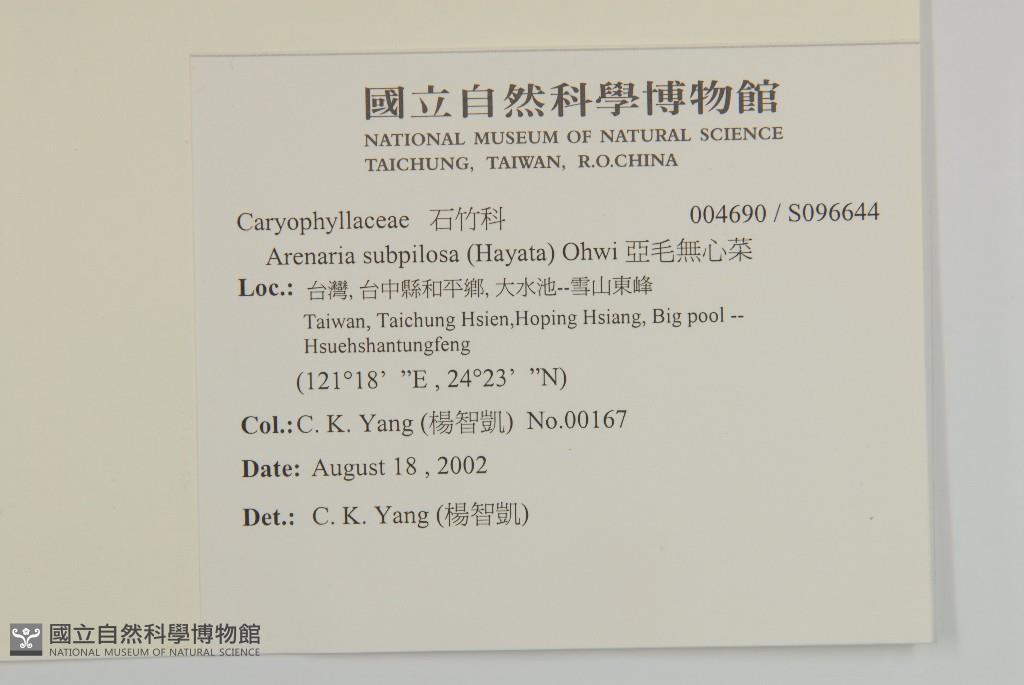 國立自然科學博物館
NATIONAL MUSEUM OF NATURAL SCIENCE
TAICHUNG, TAIWAN, R.O.CHINA
Caryophyllaceae 石竹科 004690 / S096644
Arenaria subpilosa (Hayata) Ohwi 亞毛無心菜
Loc.: 台灣, 台中縣和平鄉, 大水池--雪山東峰
Taiwan, Taichung Hsien,Hoping Hsiang, Big pool --
Hsuehshantungfeng
(121°18’ ”E , 24°23’ ”N)
Col.:C. K. Yang (楊智凱) No.00167
Date: August 18 , 2002
Det.: C. K. Yang (楊智凱)
國立自然科學博物館
NATIONAL MUSEUM OF NATURAL SCIENCE